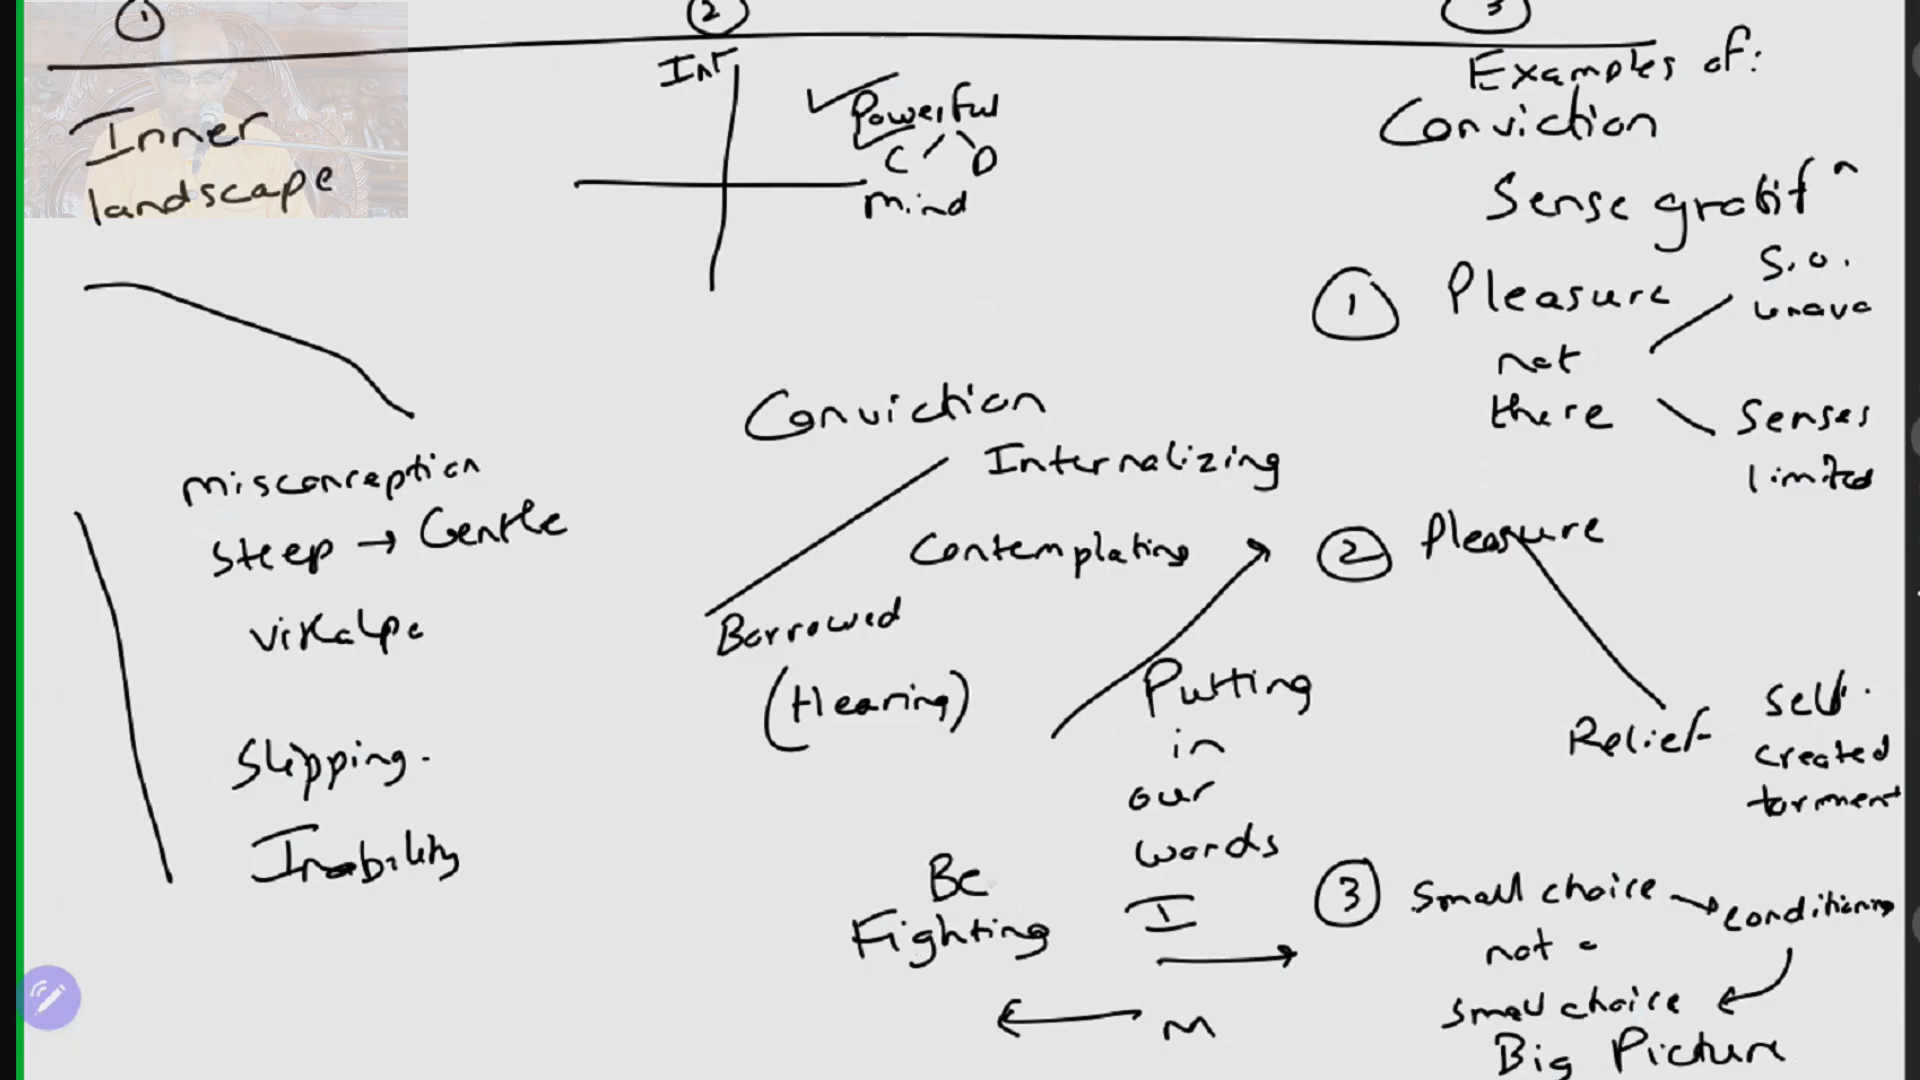 1
Inner
landscape
misconception
steep → Gentle
vikalpa
Slipping.
Inability
2
Int
Powerful
C D
Mind
Conviction
Internalizing
Contemplating
Borrowed
(Hearing)
Putting
in
our
words
Be
Fighting
I
M
3
Examples of:
Conviction
Sense gratifn
1 Pleasure
not
there
S.O.
unava
Senses
limited
2 Pleasure
Relief
Self-
created
torment
3 Small choice → conditioning
not a
small choice
Big Picture